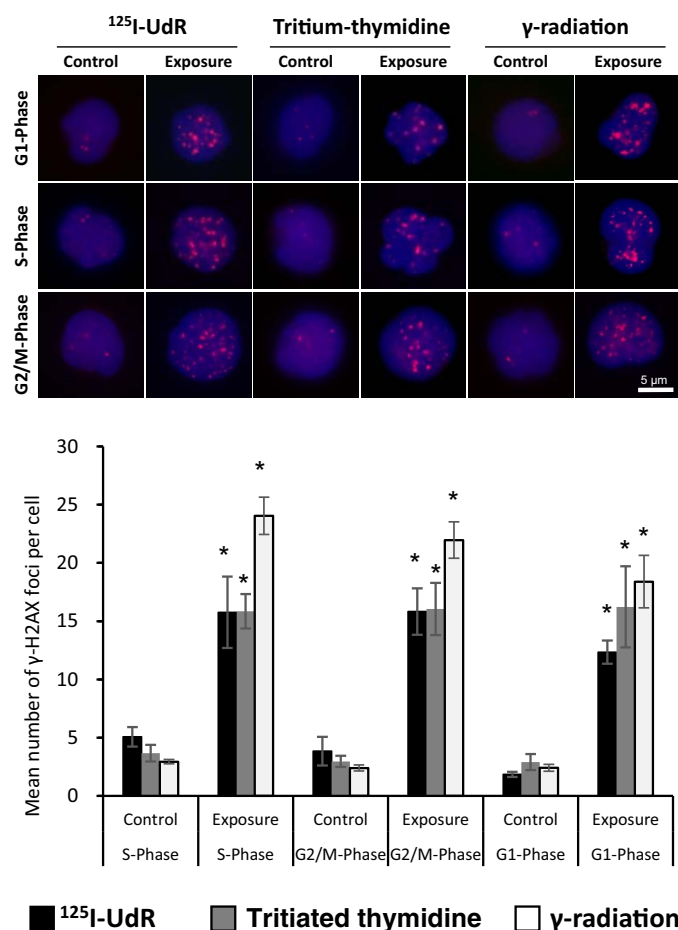 ¹²⁵I-UdR Tritium-thymidine γ-radiation
Control Exposure Control Exposure Control Exposure
G1-Phase
S-Phase
G2/M-Phase
5 μm
Mean number of γ-H2AX foci per cell
30
25
20
15
10
5
0
* * * * * * * * *
Control Exposure Control Exposure Control Exposure
S-Phase S-Phase G2/M-Phase G2/M-Phase G1-Phase G1-Phase
¹²⁵I-UdR Tritiated thymidine γ-radiation